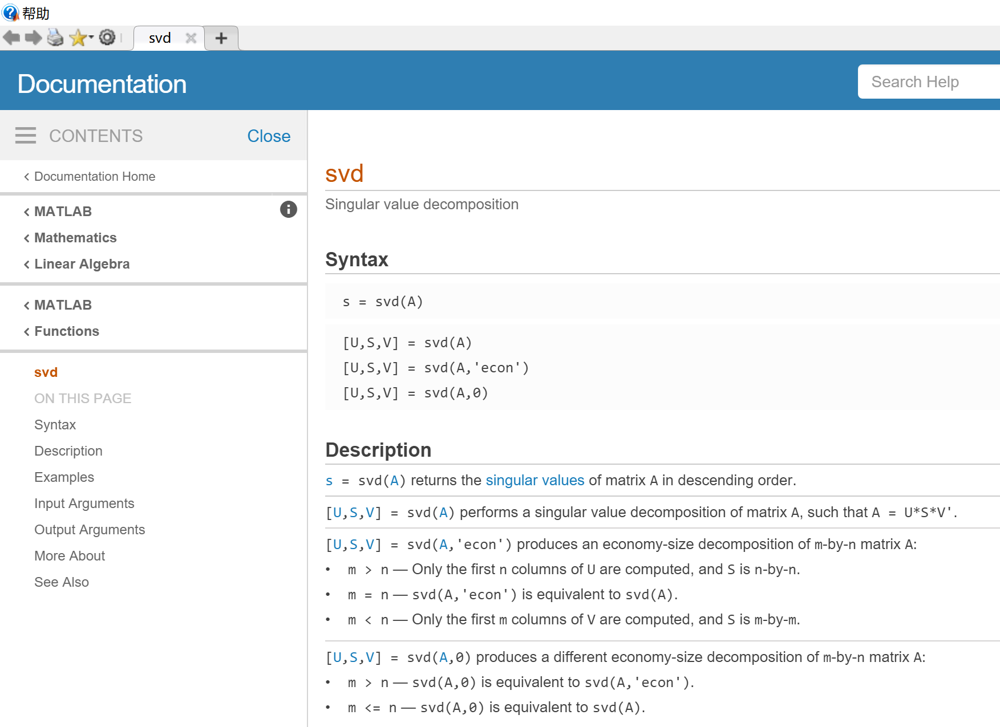 帮助
svd
Documentation
Search Help
CONTENTS
Close
Documentation Home
MATLAB
Mathematics
Linear Algebra
MATLAB
Functions
svd
ON THIS PAGE
Syntax
Description
Examples
Input Arguments
Output Arguments
More About
See Also
svd
Singular value decomposition
Syntax
s = svd(A)
[U,S,V] = svd(A)
[U,S,V] = svd(A,'econ')
[U,S,V] = svd(A,0)
Description
s = svd(A) returns the singular values of matrix A in descending order.
[U,S,V] = svd(A) performs a singular value decomposition of matrix A, such that A = U*S*V'.
[U,S,V] = svd(A,'econ') produces an economy-size decomposition of m-by-n matrix A:
• m > n — Only the first n columns of U are computed, and S is n-by-n.
• m = n — svd(A,'econ') is equivalent to svd(A).
• m < n — Only the first m columns of V are computed, and S is m-by-m.
[U,S,V] = svd(A,0) produces a different economy-size decomposition of m-by-n matrix A:
• m > n — svd(A,0) is equivalent to svd(A,'econ').
• m <= n — svd(A,0) is equivalent to svd(A).